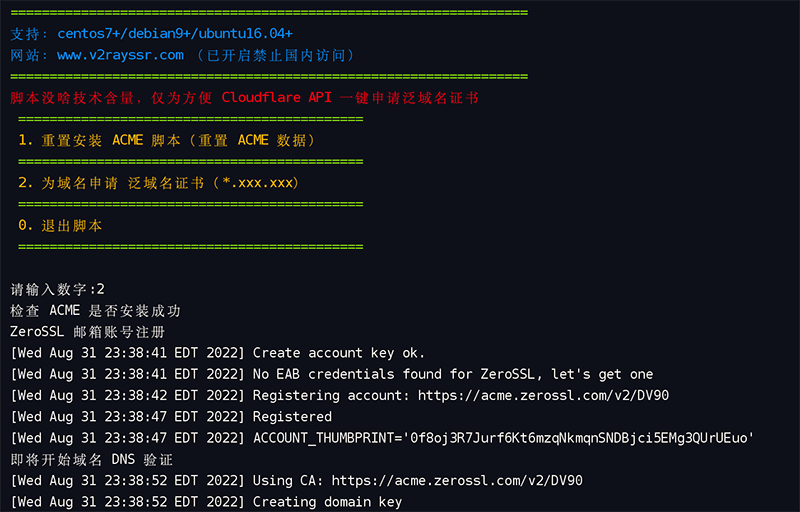 ==================================================================
支持: centos7+/debian9+/ubuntu16.04+
网站: www.v2rayssr.com （已开启禁止国内访问）
==================================================================
脚本没啥技术含量，仅为方便 Cloudflare API 一键申请泛域名证书
============================================
1. 重置安装 ACME 脚本（重置 ACME 数据）
============================================
2. 为域名申请 泛域名证书（*.xxx.xxx）
============================================
0. 退出脚本
============================================
请输入数字:2
检查 ACME 是否安装成功
ZeroSSL 邮箱账号注册
[Wed Aug 31 23:38:41 EDT 2022] Create account key ok.
[Wed Aug 31 23:38:41 EDT 2022] No EAB credentials found for ZeroSSL, let's get one
[Wed Aug 31 23:38:42 EDT 2022] Registering account: https://acme.zerossl.com/v2/DV90
[Wed Aug 31 23:38:47 EDT 2022] Registered
[Wed Aug 31 23:38:47 EDT 2022] ACCOUNT_THUMBPRINT='0f8oj3R7Jurf6Kt6mzqNkmqnSNDBjci5EMg3QUrUEuo'
即将开始域名 DNS 验证
[Wed Aug 31 23:38:52 EDT 2022] Using CA: https://acme.zerossl.com/v2/DV90
[Wed Aug 31 23:38:52 EDT 2022] Creating domain key